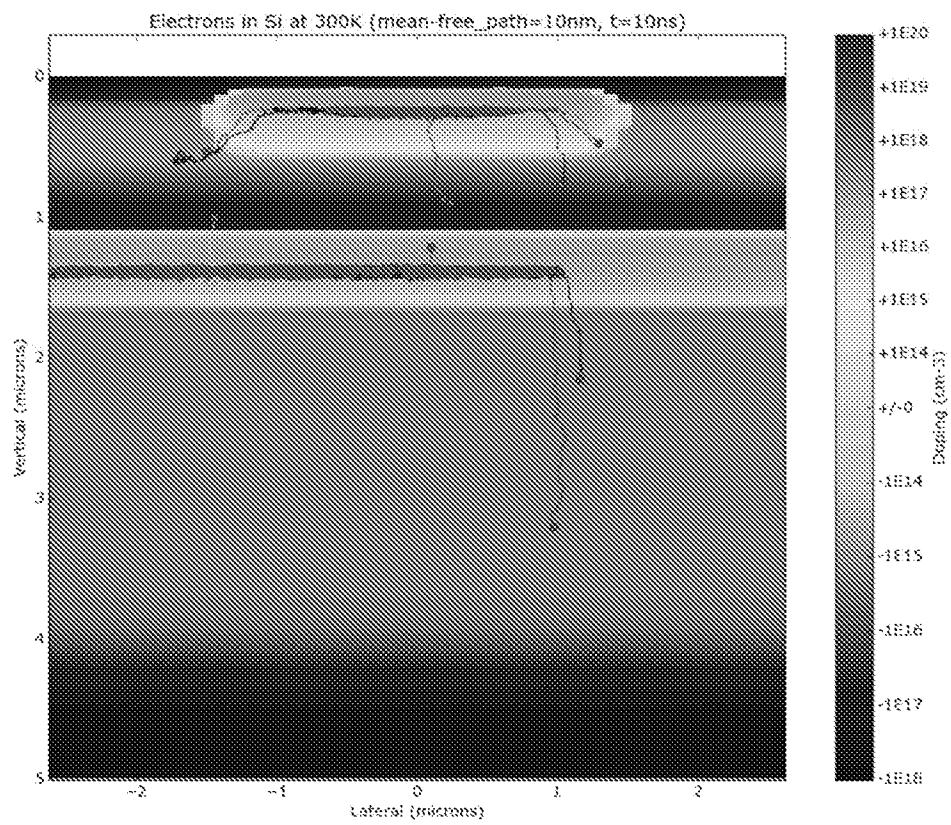 Electrons in Si at 300K (mean-free_path=10nm, t=10ns)
0
1
2
3
4
5
Vertical (microns)
-2
-1
0
1
2
Lateral (microns)
+1E20
+1E19
+1E18
+1E17
+1E16
+1E15
+1E14
+/-0
-1E14
-1E15
-1E16
-1E17
-1E18
Doping (cm-3)